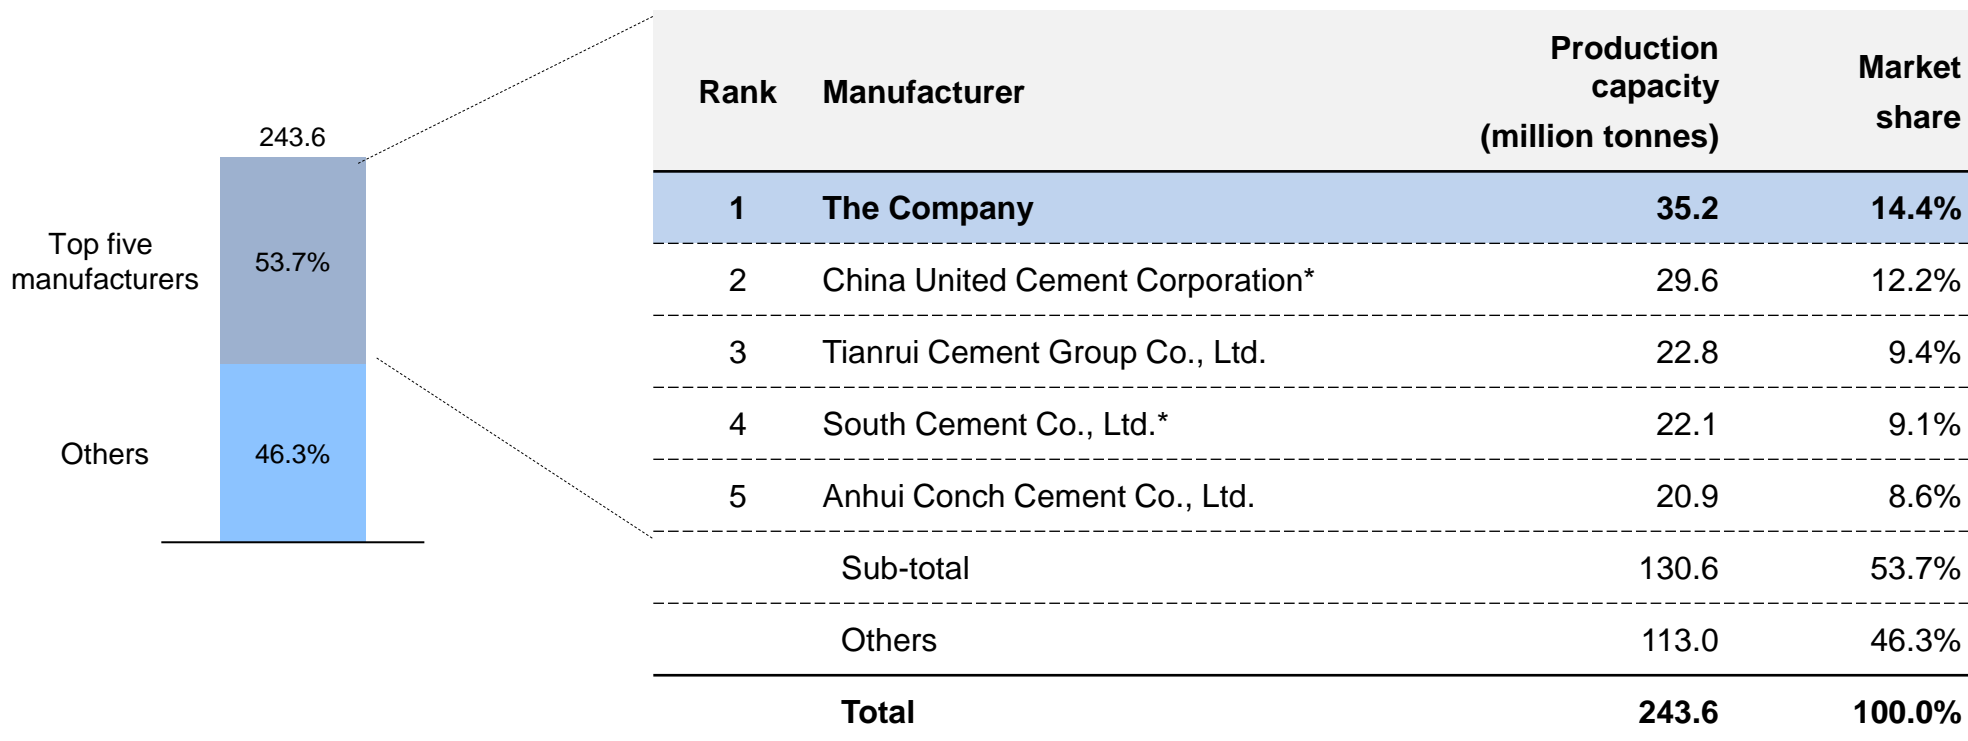 243.6
Top five
manufacturers
53.7%
Others
46.3%
Rank Manufacturer Production capacity (million tonnes) Market share
1 The Company 35.2 14.4%
2 China United Cement Corporation* 29.6 12.2%
3 Tianrui Cement Group Co., Ltd. 22.8 9.4%
4 South Cement Co., Ltd.* 22.1 9.1%
5 Anhui Conch Cement Co., Ltd. 20.9 8.6%
Sub-total 130.6 53.7%
Others 113.0 46.3%
Total 243.6 100.0%